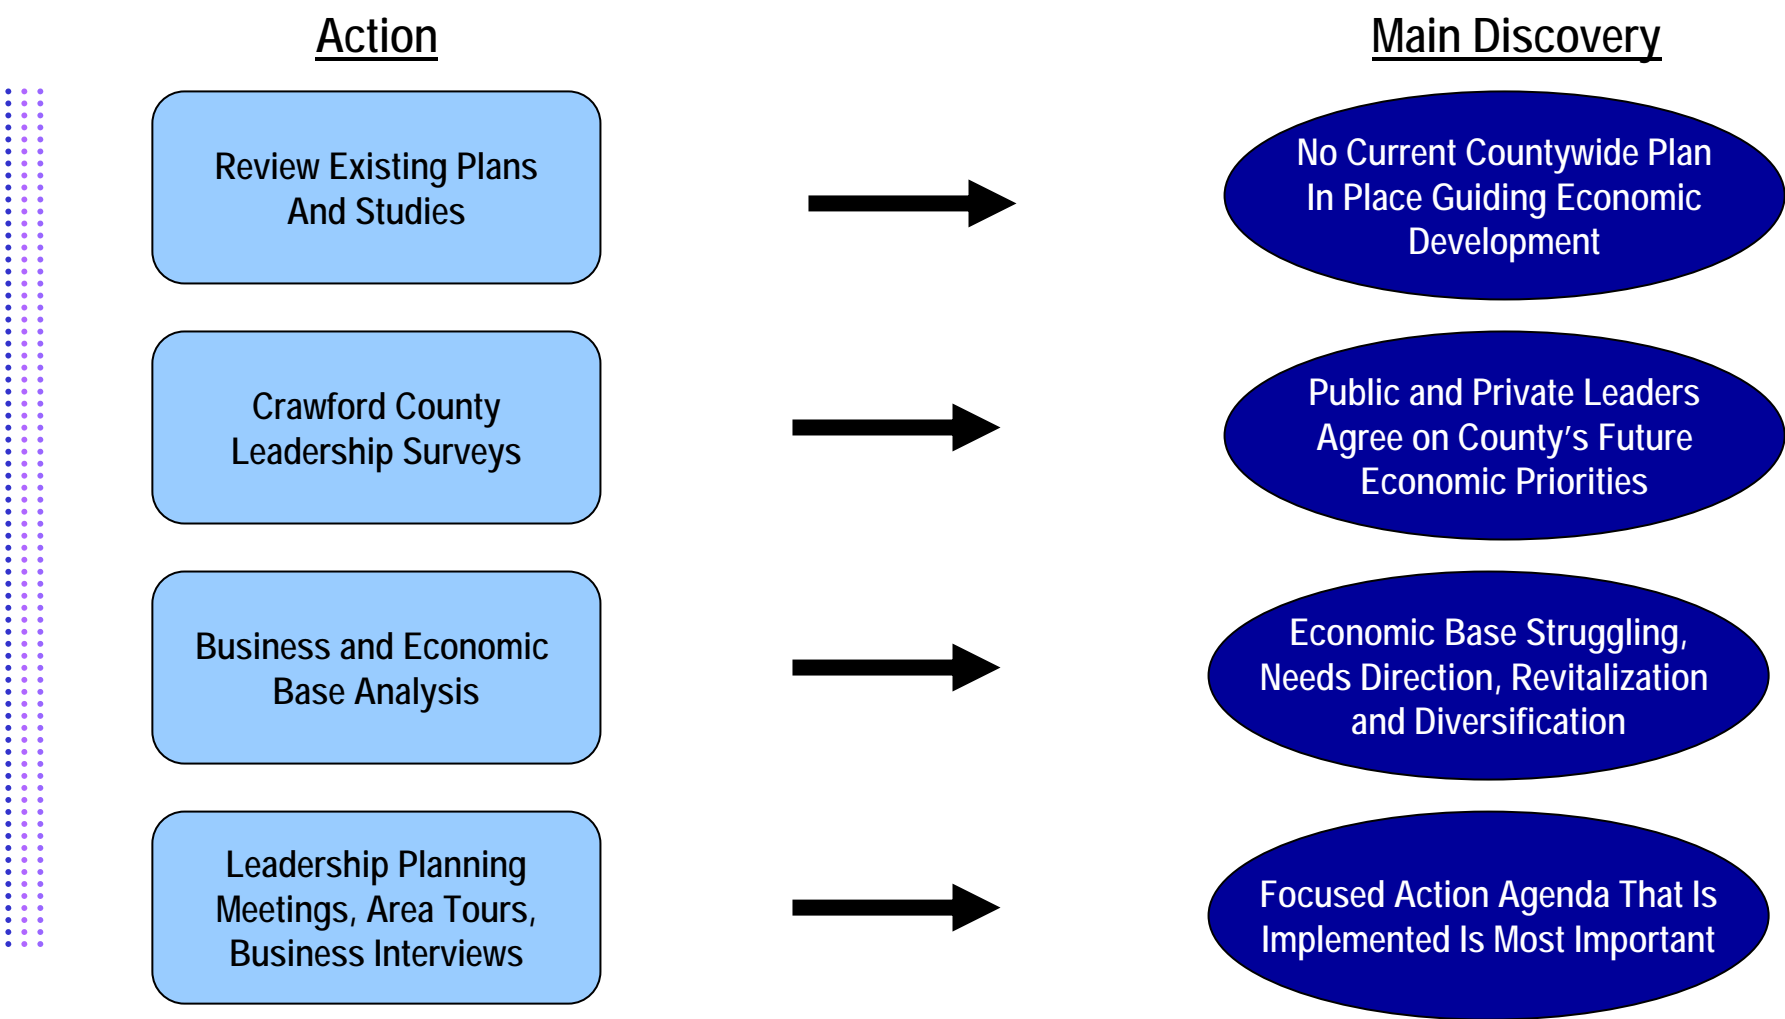 Action
Main Discovery
Review Existing Plans
And Studies
No Current Countywide Plan
In Place Guiding Economic
Development
Crawford County
Leadership Surveys
Public and Private Leaders
Agree on County’s Future
Economic Priorities
Business and Economic
Base Analysis
Economic Base Struggling,
Needs Direction, Revitalization
and Diversification
Leadership Planning
Meetings, Area Tours,
Business Interviews
Focused Action Agenda That Is
Implemented Is Most Important